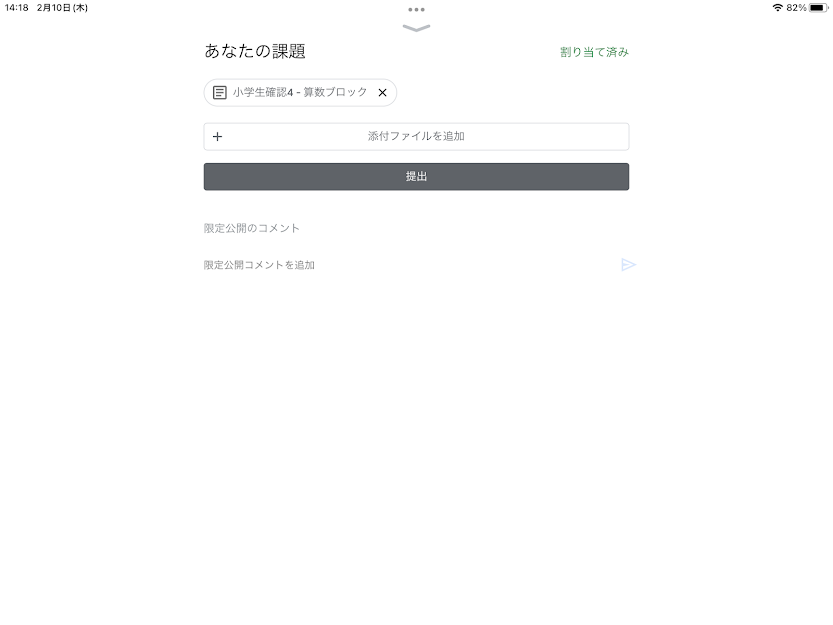 14:18 2月10日(木) 82%
あなたの課題 割り当て済み
小学生確認4 - 算数ブロック
添付ファイルを追加
提出
限定公開のコメント
限定公開コメントを追加